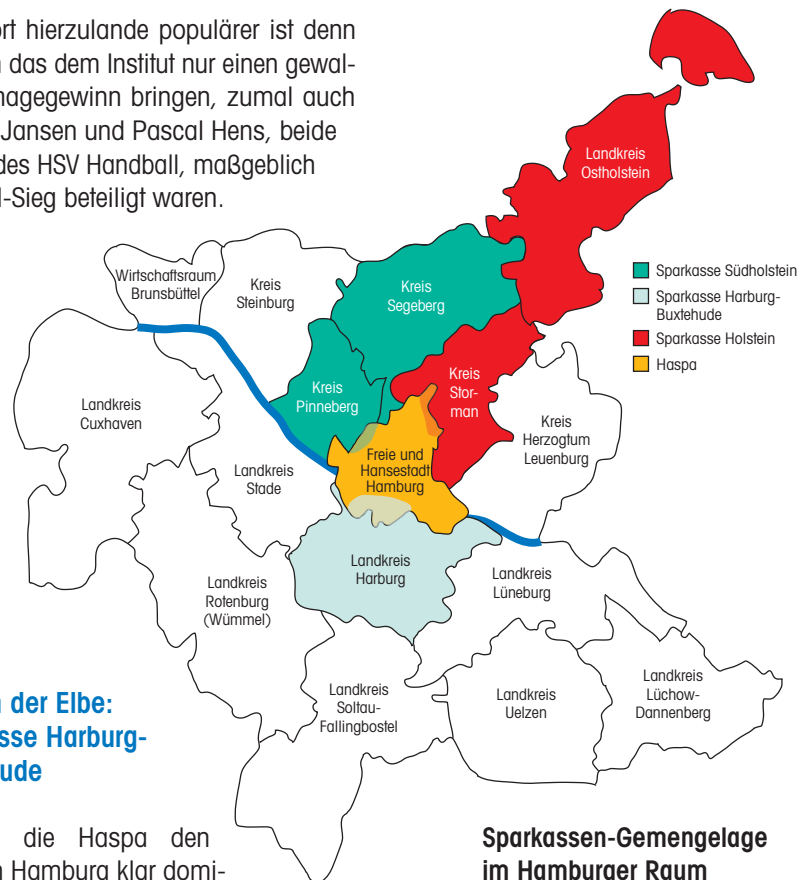 ort hierzulande populärer ist denn
das dem Institut nur einen gewal-
nagegewinn bringen, zumal auch
Jansen und Pascal Hens, beide
des HSV Handball, maßgeblich
l-Sieg beteiligt waren.
Landkreis
Ostholstein
Sparkasse Südholstein
Sparkasse Harburg-
Buxtehude
Sparkasse Holstein
Haspa
Wirtschaftsraum
Brunsbüttel
Kreis
Steinburg
Kreis
Segeberg
Kreis
Pinneberg
Kreis
Stor-
man
Landkreis
Cuxhaven
Kreis
Herzogtum
Leuenburg
Freie und
Hansestadt
Hamburg
Landkreis
Stade
Landkreis
Harburg
Landkreis
Rotenburg
(Wümmel)
Landkreis
Lüneburg
Landkreis
Soltau-
Fallingbostel
Landkreis
Uelzen
Landkreis
Lüchow-
Dannenberg
der Elbe:
sse Harburg-
ude
die Haspa den
Hamburg klar domi-
Sparkassen-Gemengelage
im Hamburger Raum